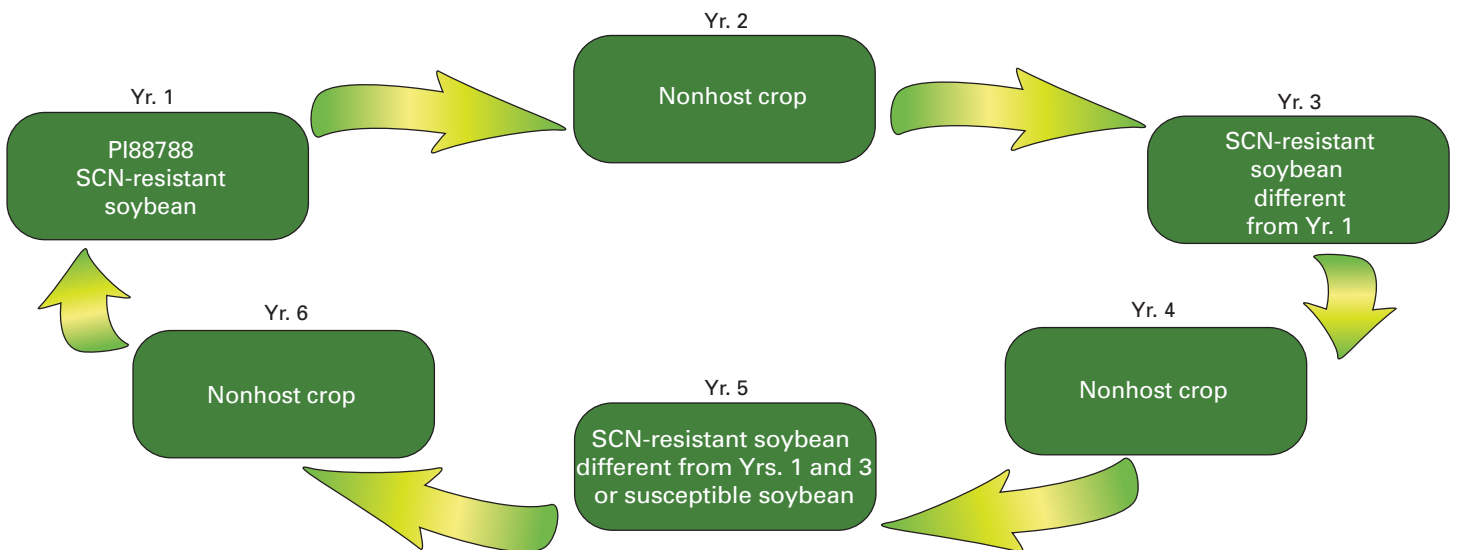 Yr. 1
PI88788
SCN-resistant
soybean
Yr. 2
Nonhost crop
Yr. 3
SCN-resistant
soybean
different
from Yr. 1
Yr. 4
Nonhost crop
Yr. 5
SCN-resistant soybean
different from Yrs. 1 and 3
or susceptible soybean
Yr. 6
Nonhost crop